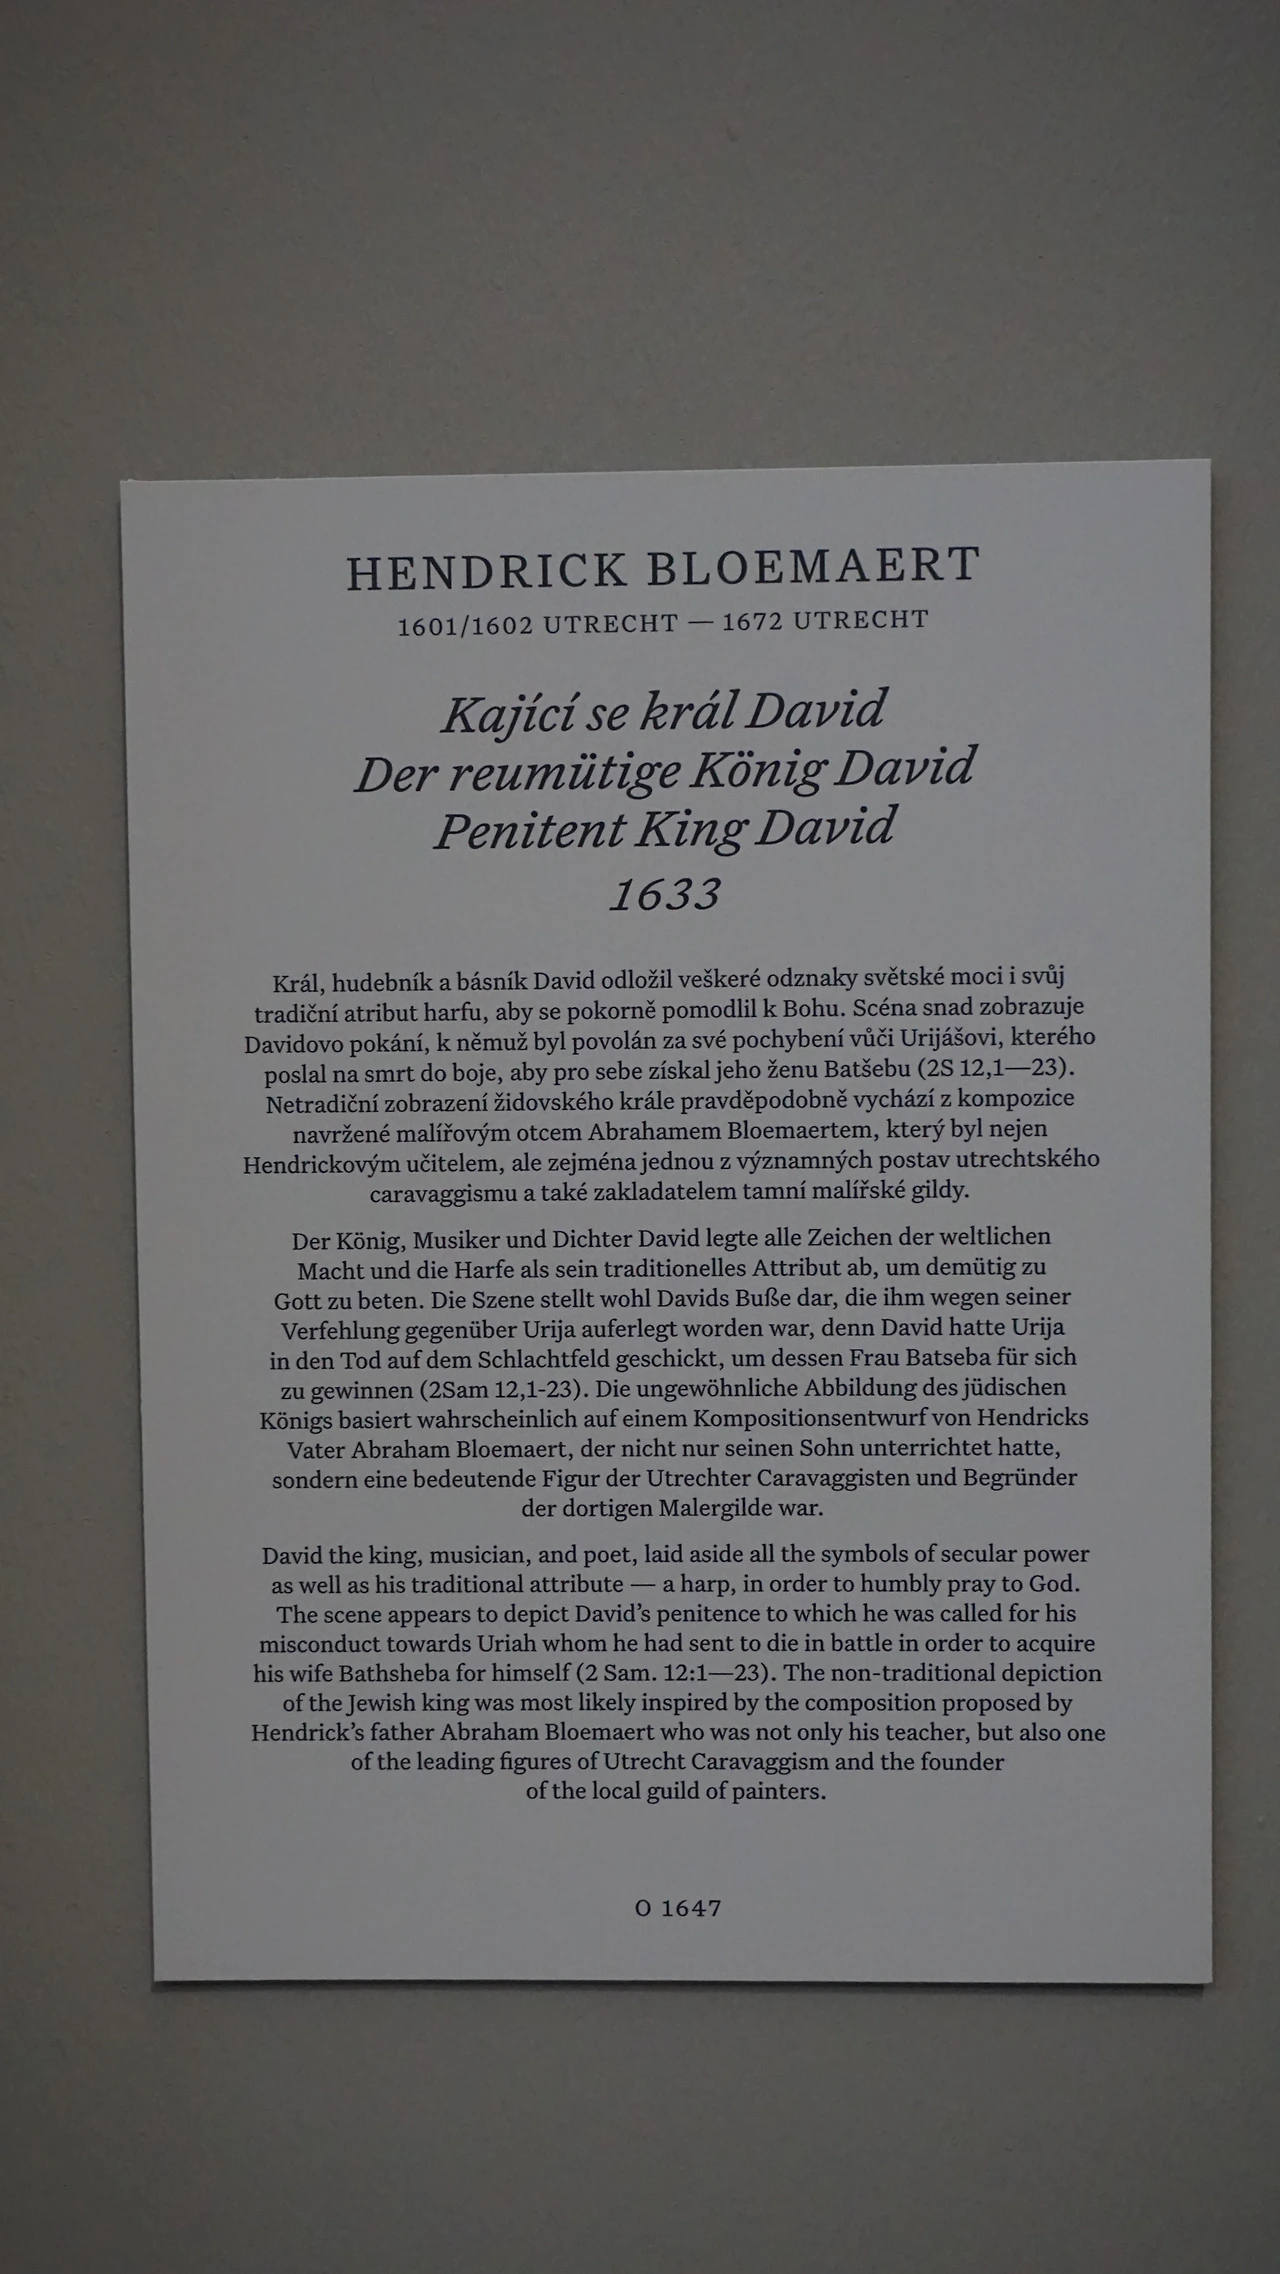 HENDRICK BLOEMAERT
1601/1602 UTRECHT — 1672 UTRECHT
Kající se král David
Der reumütige König David
Penitent King David
1633
Král, hudebník a básník David odložil veškeré odznaky světské moci i svůj
tradiční atribut harfu, aby se pokorně pomodlil k Bohu. Scéna snad zobrazuje
Davidovo pokání, k němuž byl povolán za své pochybení vůči Urijášovi, kterého
poslal na smrt do boje, aby pro sebe získal jeho ženu Batšebu (2S 12,1—23).
Netradiční zobrazení židovského krále pravděpodobně vychází z kompozice
navržené malířovým otcem Abrahamem Bloemaertem, který byl nejen
Hendrickovým učitelem, ale zejména jednou z významných postav utrechtského
caravaggismu a také zakladatelem tamní malířské gildy.
Der König, Musiker und Dichter David legte alle Zeichen der weltlichen
Macht und die Harfe als sein traditionelles Attribut ab, um demütig zu
Gott zu beten. Die Szene stellt wohl Davids Buße dar, die ihm wegen seiner
Verfehlung gegenüber Urija auferlegt worden war, denn David hatte Urija
in den Tod auf dem Schlachtfeld geschickt, um dessen Frau Batseba für sich
zu gewinnen (2Sam 12,1-23). Die ungewöhnliche Abbildung des jüdischen
Königs basiert wahrscheinlich auf einem Kompositionsentwurf von Hendricks
Vater Abraham Bloemaert, der nicht nur seinen Sohn unterrichtet hatte,
sondern eine bedeutende Figur der Utrechter Caravaggisten und Begründer
der dortigen Malergilde war.
David the king, musician, and poet, laid aside all the symbols of secular power
as well as his traditional attribute — a harp, in order to humbly pray to God.
The scene appears to depict David’s penitence to which he was called for his
misconduct towards Uriah whom he had sent to die in battle in order to acquire
his wife Bathsheba for himself (2 Sam. 12:1—23). The non-traditional depiction
of the Jewish king was most likely inspired by the composition proposed by
Hendrick’s father Abraham Bloemaert who was not only his teacher, but also one
of the leading figures of Utrecht Caravaggism and the founder
of the local guild of painters.
O 1647